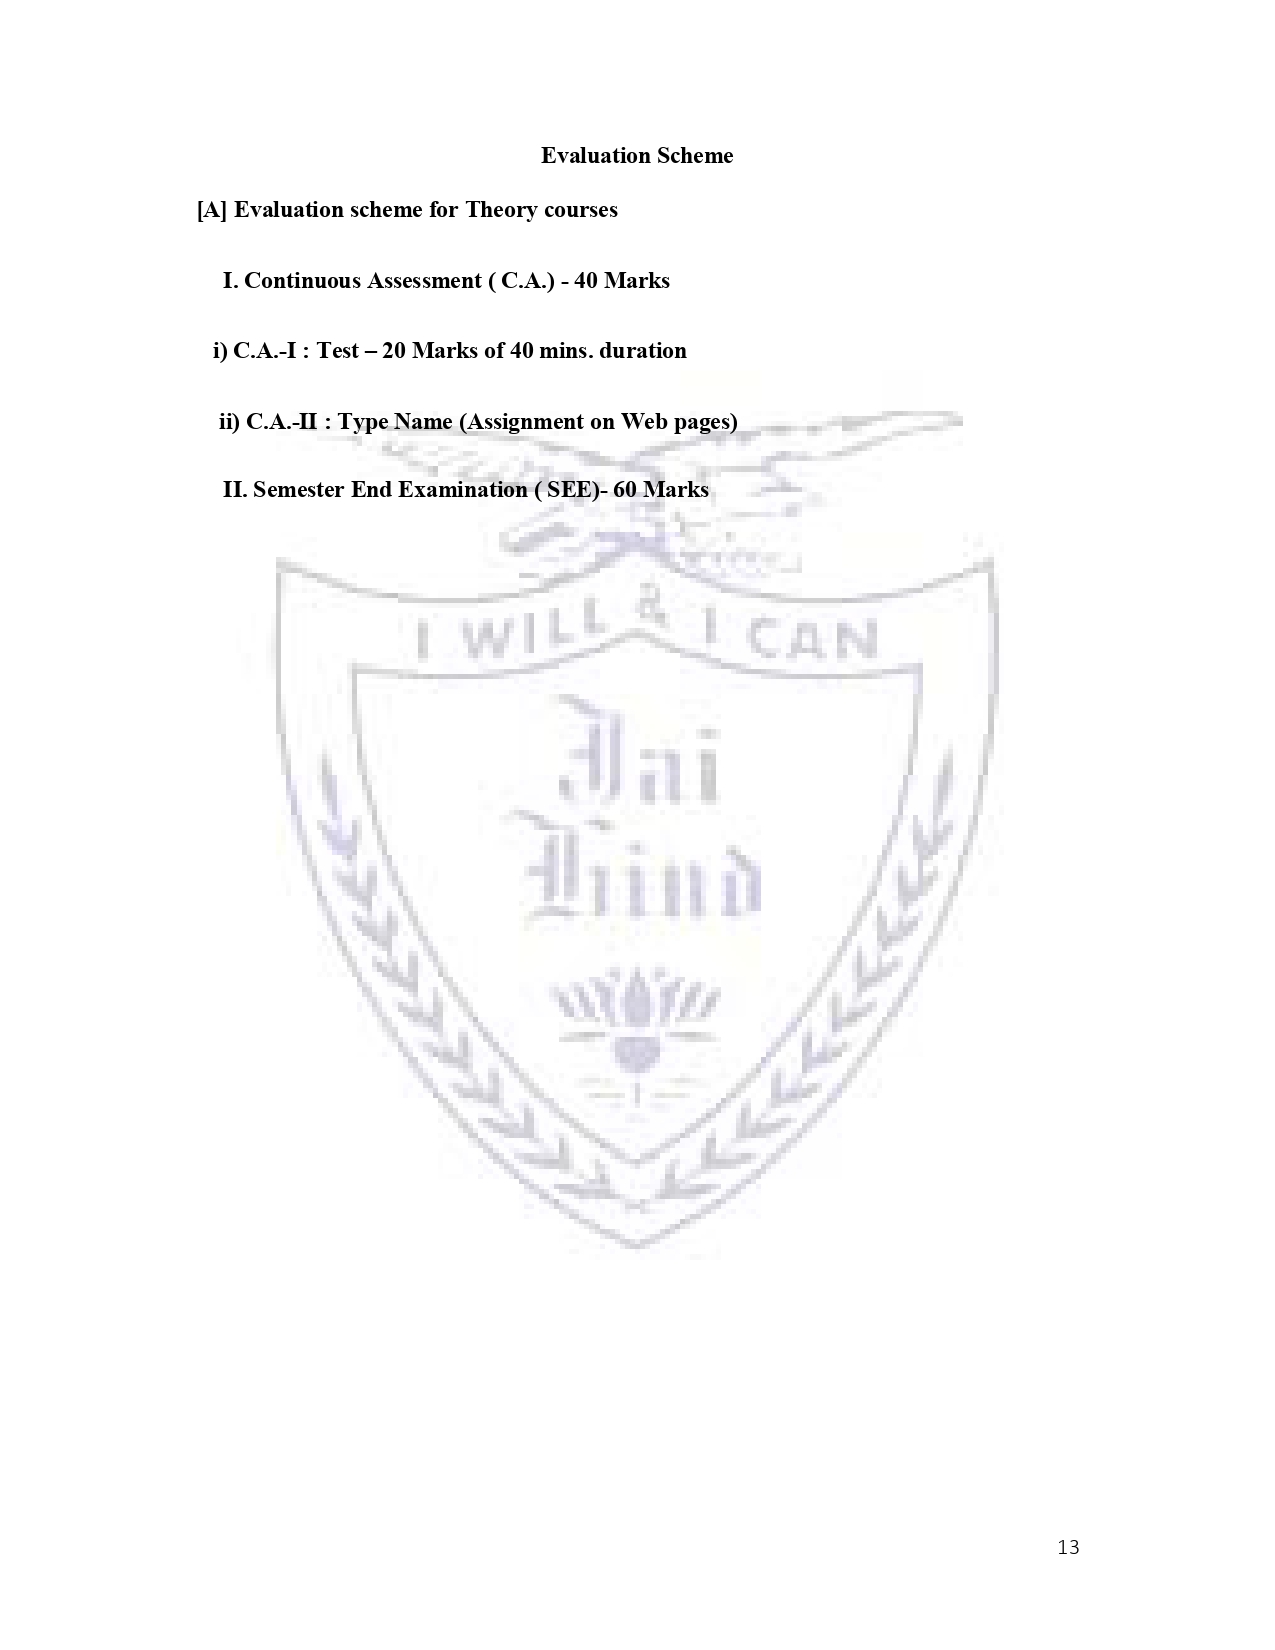 Evaluation Scheme
[A] Evaluation scheme for Theory courses
I. Continuous Assessment ( C.A.) - 40 Marks
i) C.A.-I : Test – 20 Marks of 40 mins. duration
ii) C.A.-II : Type Name (Assignment on Web pages)
II. Semester End Examination ( SEE)- 60 Marks
I WILL & I CAN
Jai
Hind
13